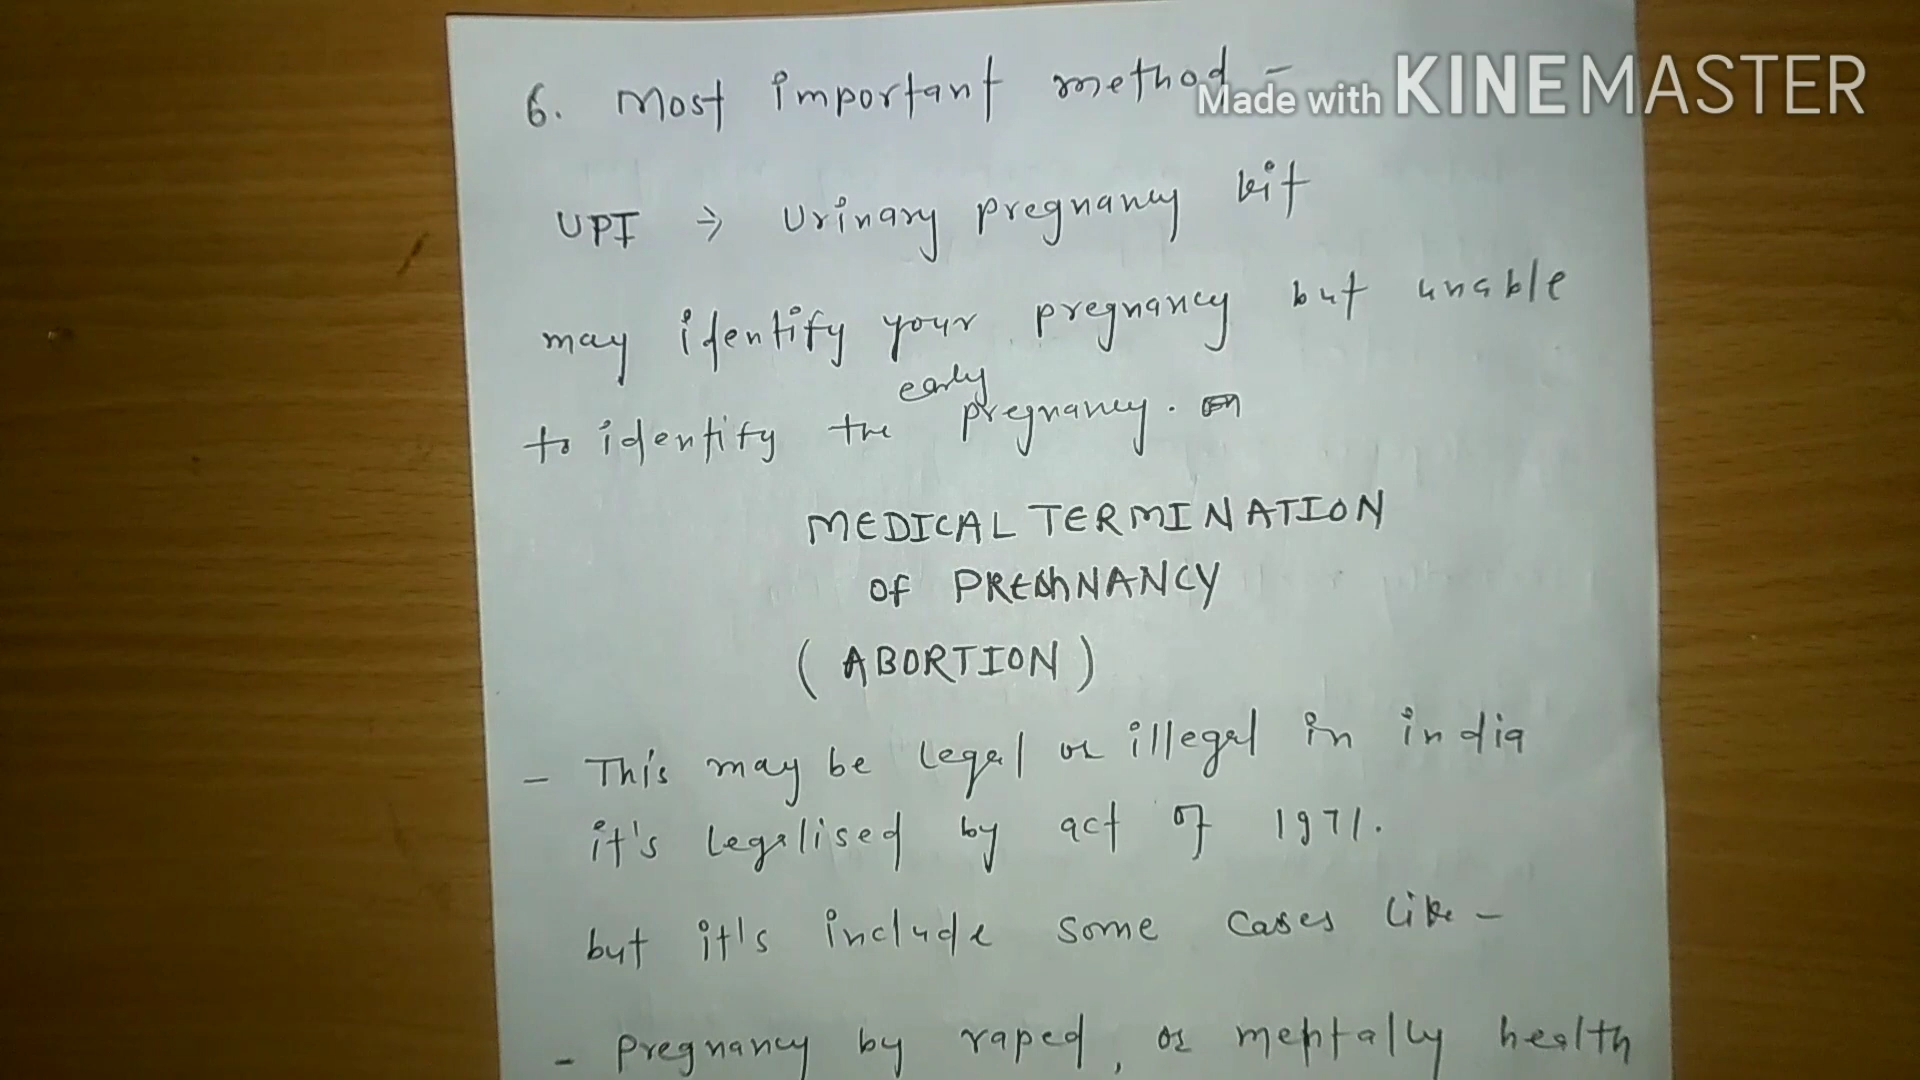 6. Most important method -
Made with KINEMASTER
UPI → Urinary pregnancy kit
may identify your pregnancy but unable
to identify the early pregnancy.
MEDICAL TERMINATION
OF PREGNANCY
( ABORTION )
- This may be legal or illegal in india
it's legalised by act of 1971.
but it's include some cases like -
- Pregnancy by raped, or mentally health